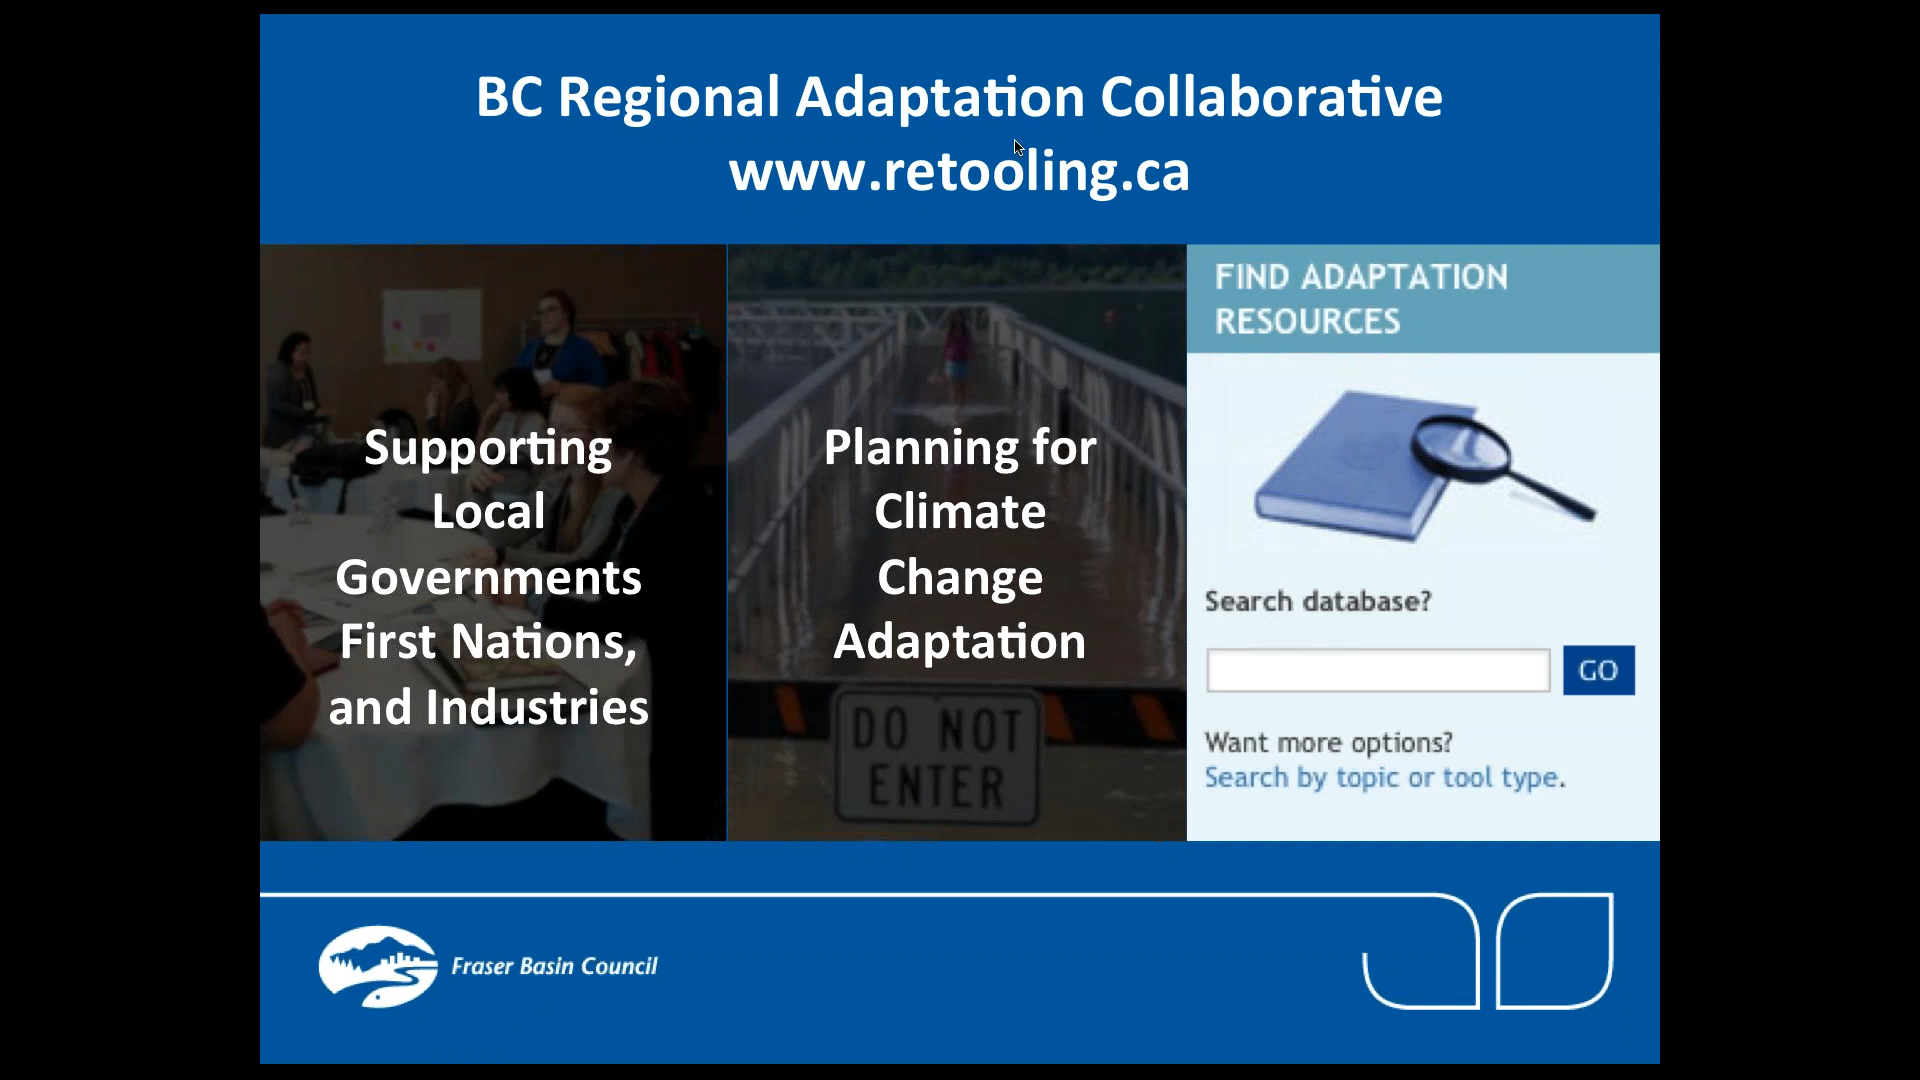 BC Regional Adaptation Collaborative
www.retooling.ca
Supporting
Local
Governments
First Nations,
and Industries
Planning for
Climate
Change
Adaptation
DO NOT
ENTER
FIND ADAPTATION
RESOURCES
Search database?
GO
Want more options?
Search by topic or tool type.
Fraser Basin Council